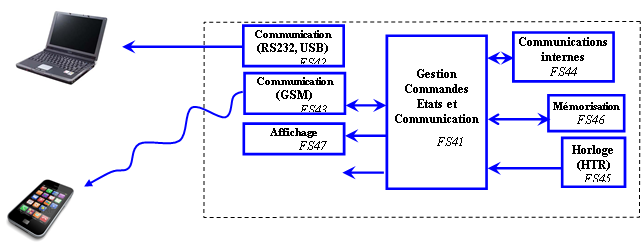 Communication
(RS232, USB)
FS42
Communication
(GSM)
FS43
Affichage
FS47
Gestion
Commandes
Etats et
Communication
FS41
Communications
internes
FS44
Mémorisation
FS46
Horloge
(HTR)
FS45